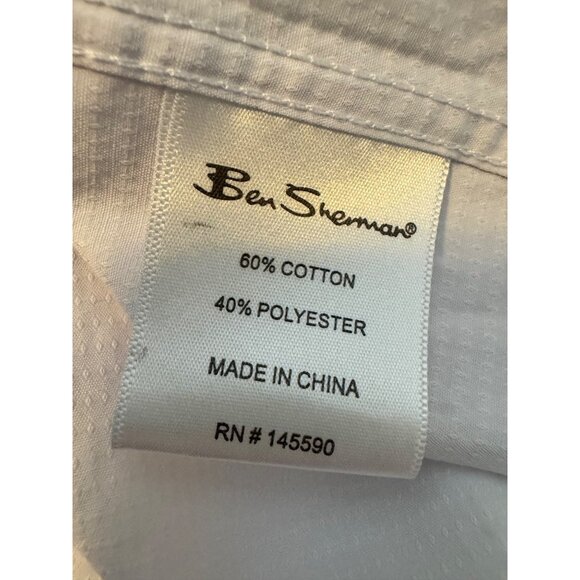 Ben Sherman®
60% COTTON
40% POLYESTER
MADE IN CHINA
RN # 145590